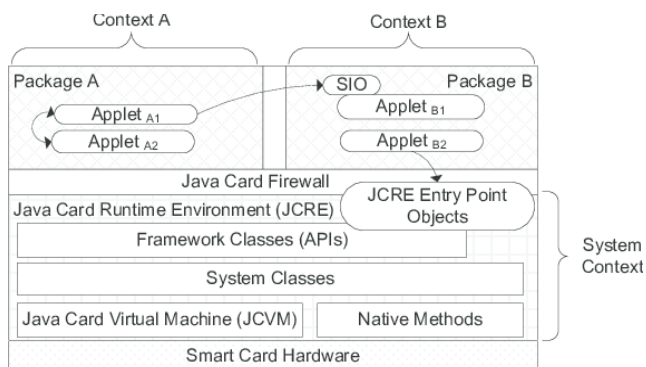 Context A
Context B
Package A
SIO
Package B
Applet A1
Applet B1
Applet A2
Applet B2
Java Card Firewall
JCRE Entry Point
Objects
Java Card Runtime Environment (JCRE)
Framework Classes (APIs)
System
Context
System Classes
Java Card Virtual Machine (JCVM)
Native Methods
Smart Card Hardware